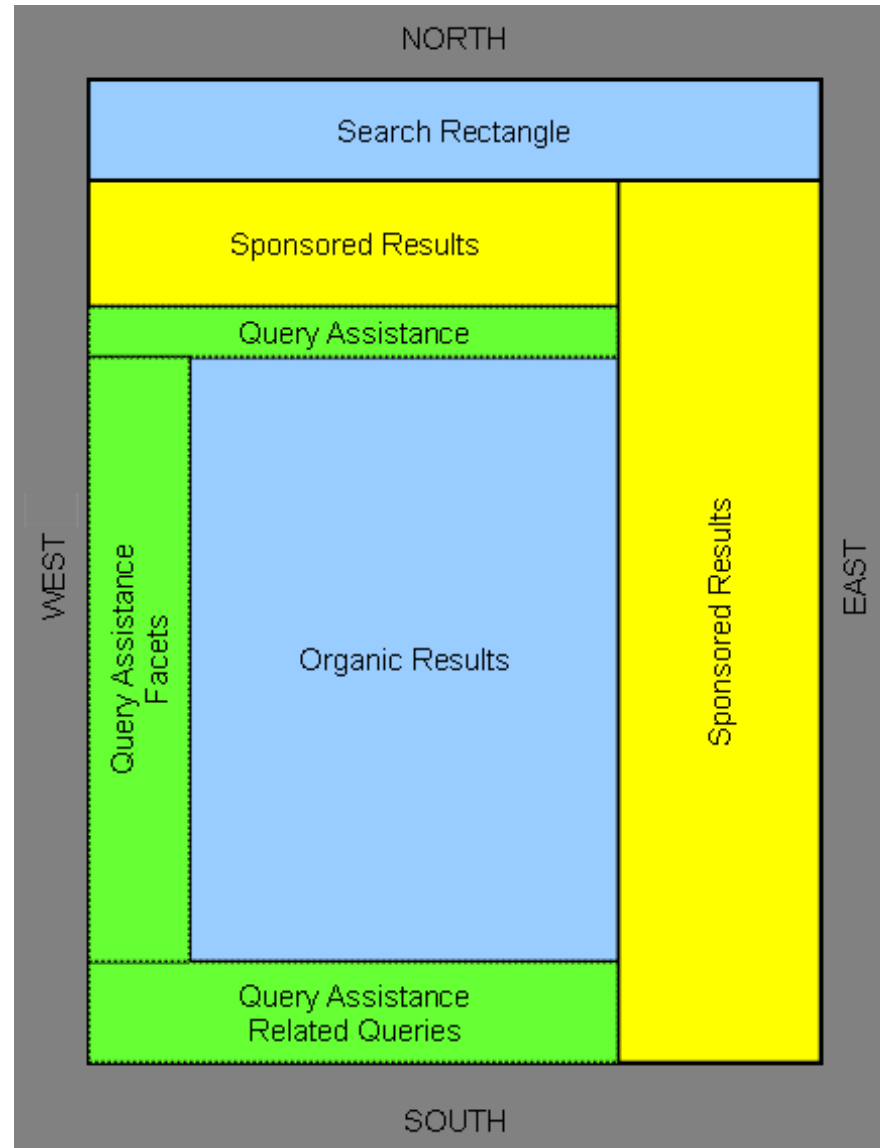 NORTH
Search Rectangle
Sponsored Results
Query Assistance
WEST
Query Assistance
Facets
Organic Results
Sponsored Results
EAST
Query Assistance
Related Queries
SOUTH